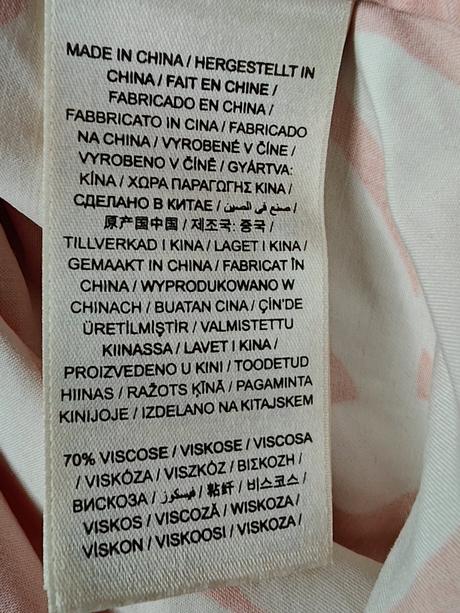 MADE IN CHINA / HERGESTELLT IN
CHINA / FAIT EN CHINE /
FABRICADO EN CHINA /
FABBRICATO IN CINA / FABRICADO
NA CHINA / VYROBENÉ V ČÍNE /
VYROBENO V ČÍNĚ / GYÁRTVA:
KÍNA / ΧΩΡΑ ΠΑΡΑΓΩΓΗΣ ΚΙΝΑ /
СДЕЛАНО В КИТАЕ / صنع في الصين /
原产国中国 / 제조국: 중국 /
TILLVERKAD I KINA / LAGET I KINA /
GEMAAKT IN CHINA / FABRICAT ÎN
CHINA / WYPRODUKOWANO W
CHINACH / BUATAN CINA / ÇİN'DE
ÜRETİLMİŞTİR / VALMISTETTU
KIINASSA / LAVET I KINA /
PROIZVEDENO U KINI / TOODETUD
HIINAS / RAŽOTS ĶĪNĀ / PAGAMINTA
KINIJOJE / IZDELANO NA KITAJSKEM
70% VISCOSE / VISKOSE / VISCOSA
/ VISKÓZA / VISZKÓZ / ΒΙΣΚΟΖΗ /
ВИСКОЗА / فيسكوز / 粘纤 / 비스코스 /
VISKOS / VISCOZĂ / WISKOZA /
VİSKON / VISKOOSI / VISKOZA /